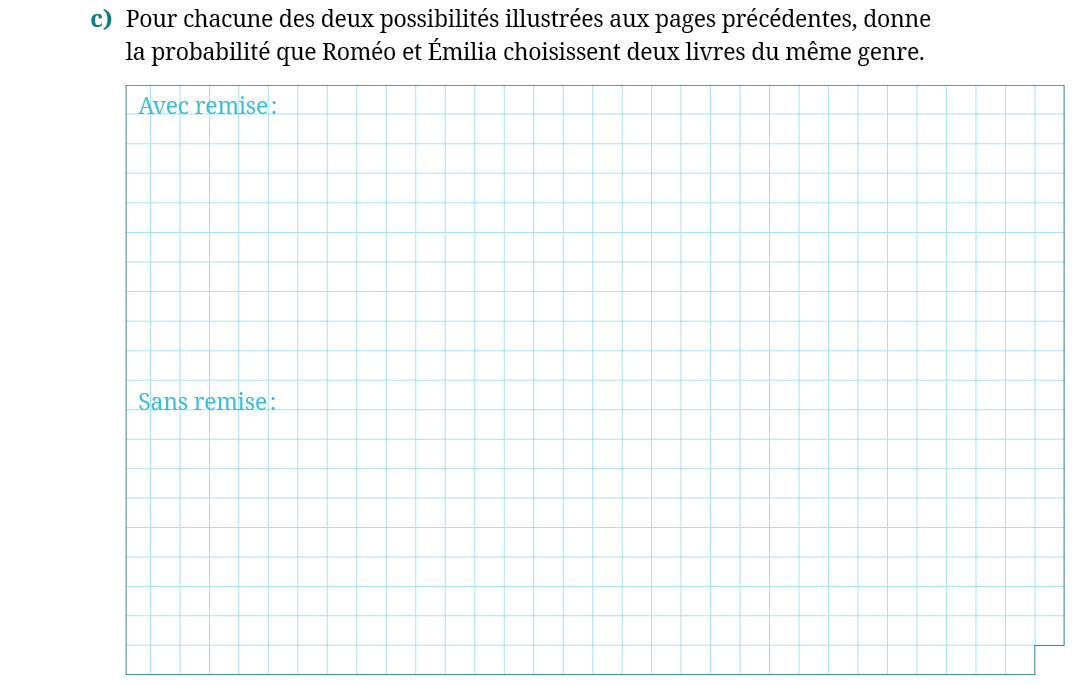 c) Pour chacune des deux possibilités illustrées aux pages précédentes, donne
la probabilité que Roméo et Émilia choisissent deux livres du même genre.
Avec remise :
Sans remise :